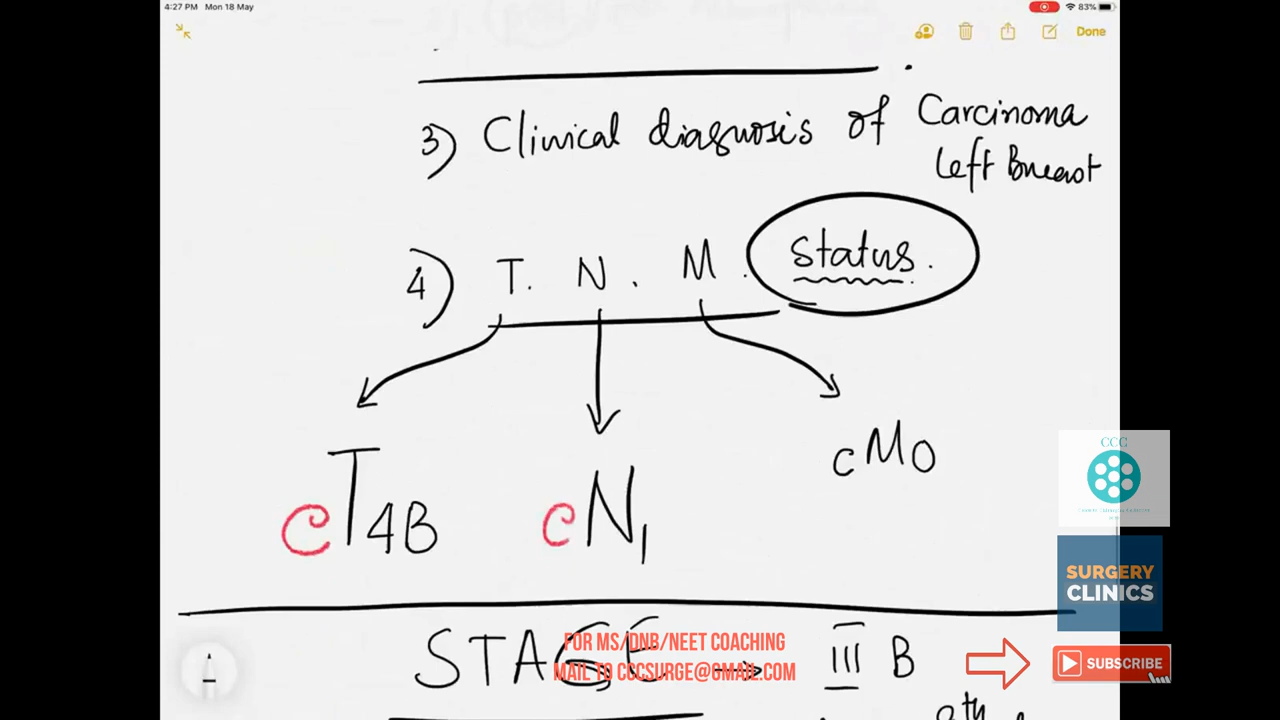 4:27 PM Mon 18 May
83%
Done
3) Clinical diagnosis of Carcinoma
left Breast
4) T. N. M. Status.
cT4B cN1 cM0
CCC
SURGERY
CLINICS
STAGE → III B
FOR MS/DNB/NEET COACHING
MAIL TO CCCSURGE@GMAIL.COM
SUBSCRIBE
8th